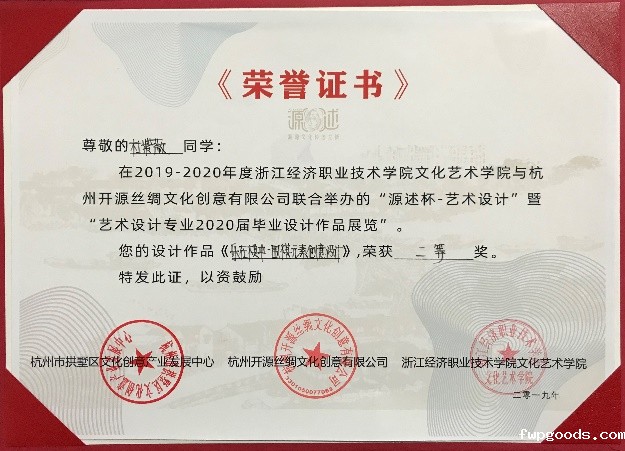 《荣誉证书》
源述
尊敬的 同学：
在2019-2020年度浙江经济职业技术学院文化艺术学院与杭
州开源丝绸文化创意有限公司联合举办的“源述杯-艺术设计”暨
“艺术设计专业2020届毕业设计作品展览”。
您的设计作品《 》,荣获 二等 奖。
特发此证，以资鼓励
杭州市拱墅区文化创意产业发展中心 杭州开源丝绸文化创意有限公司 浙江经济职业技术学院文化艺术学院
二零一九年
fwpgoods.com